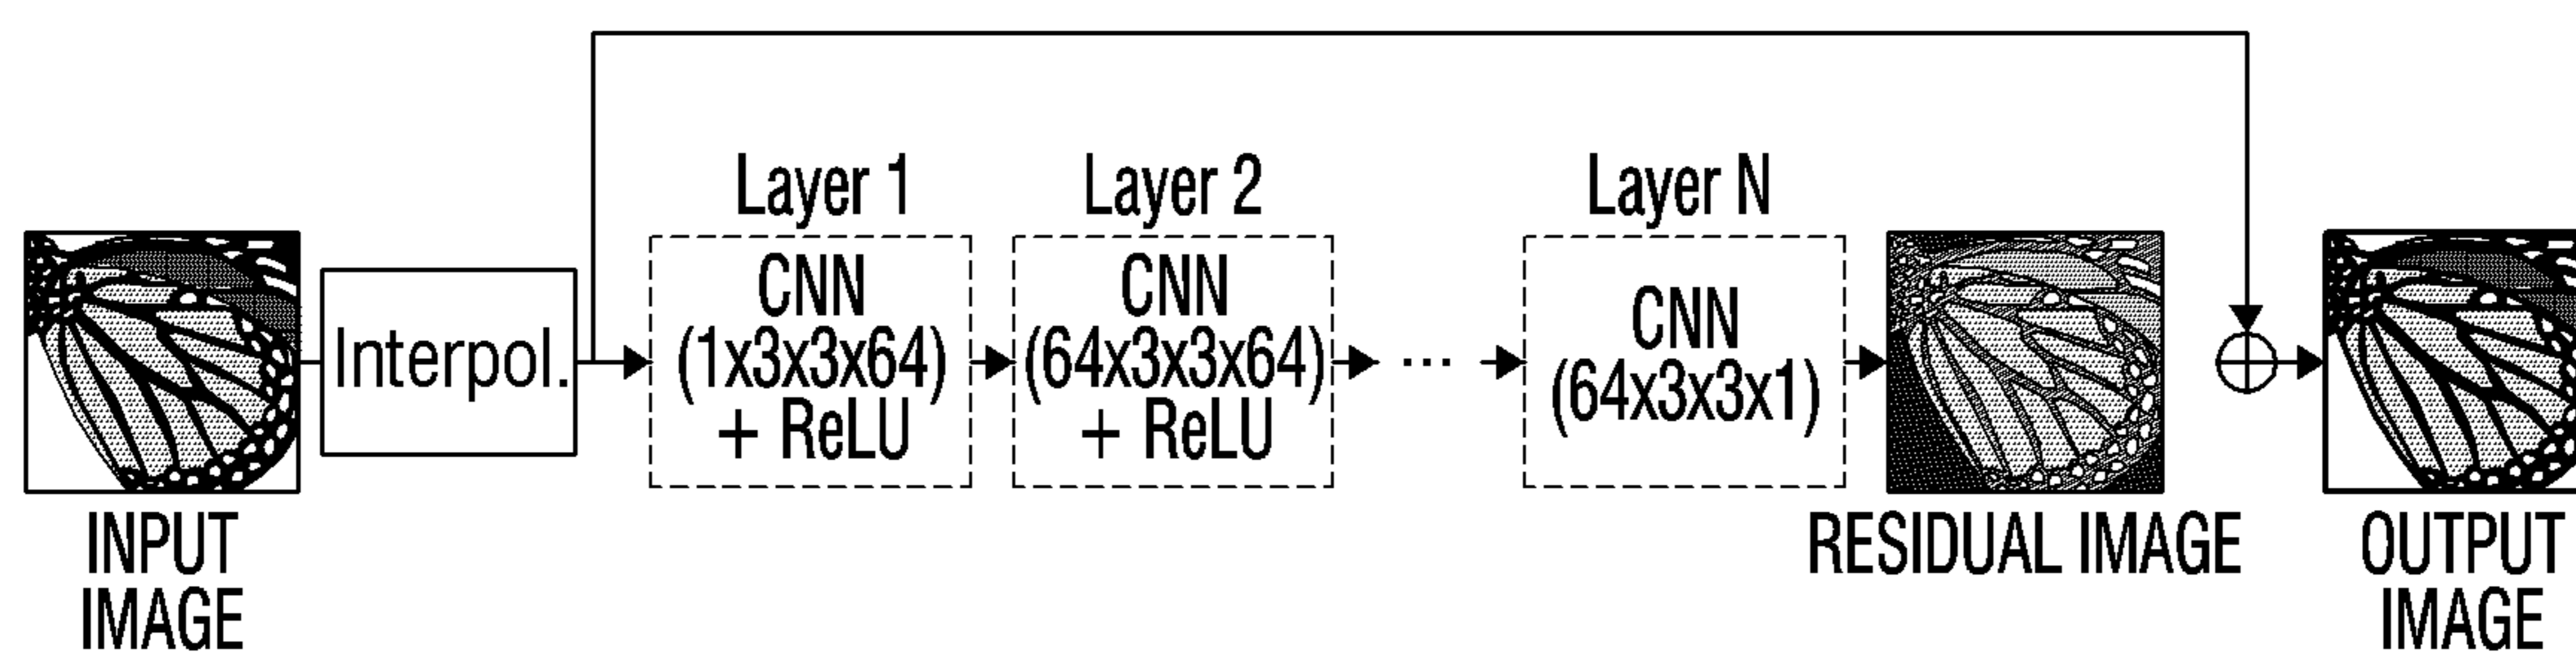 Layer 1
Layer 2
Layer N
Interpol.
CNN
(1x3x3x64)
+ ReLU
CNN
(64x3x3x64)
+ ReLU
...
CNN
(64x3x3x1)
INPUT
IMAGE
RESIDUAL IMAGE
OUTPUT
IMAGE